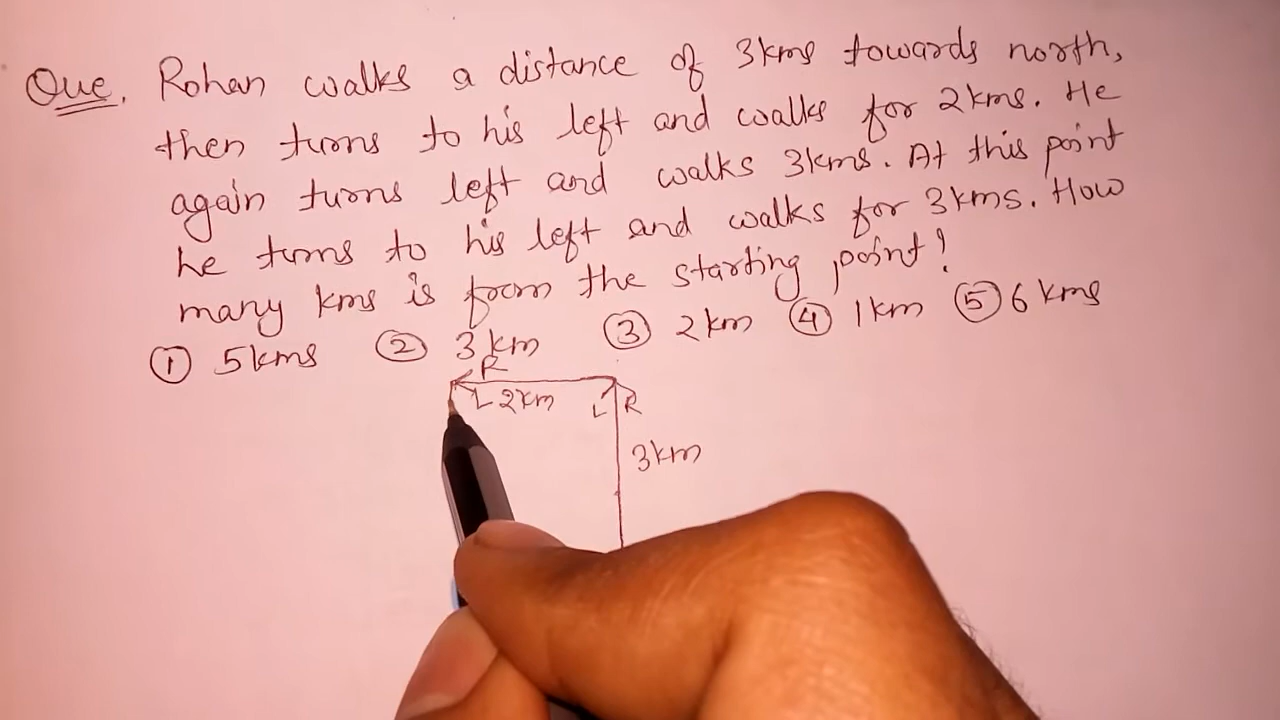 Que. Rohan walks a distance of 3kms towards north,
then turns to his left and walks for 2kms. He
again turns left and walks 3kms. At this point
he turns to his left and walks for 3kms. How
many kms is from the starting point?
① 5kms ② 3km ③ 2km ④ 1km ⑤ 6kms
R
L 2km L R
3km